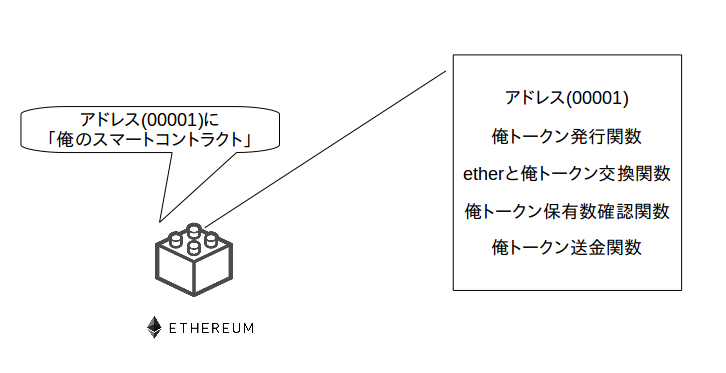 アドレス(00001)に
「俺のスマートコントラクト」
ETHEREUM
アドレス(00001)
俺トークン発行関数
etherと俺トークン交換関数
俺トークン保有数確認関数
俺トークン送金関数